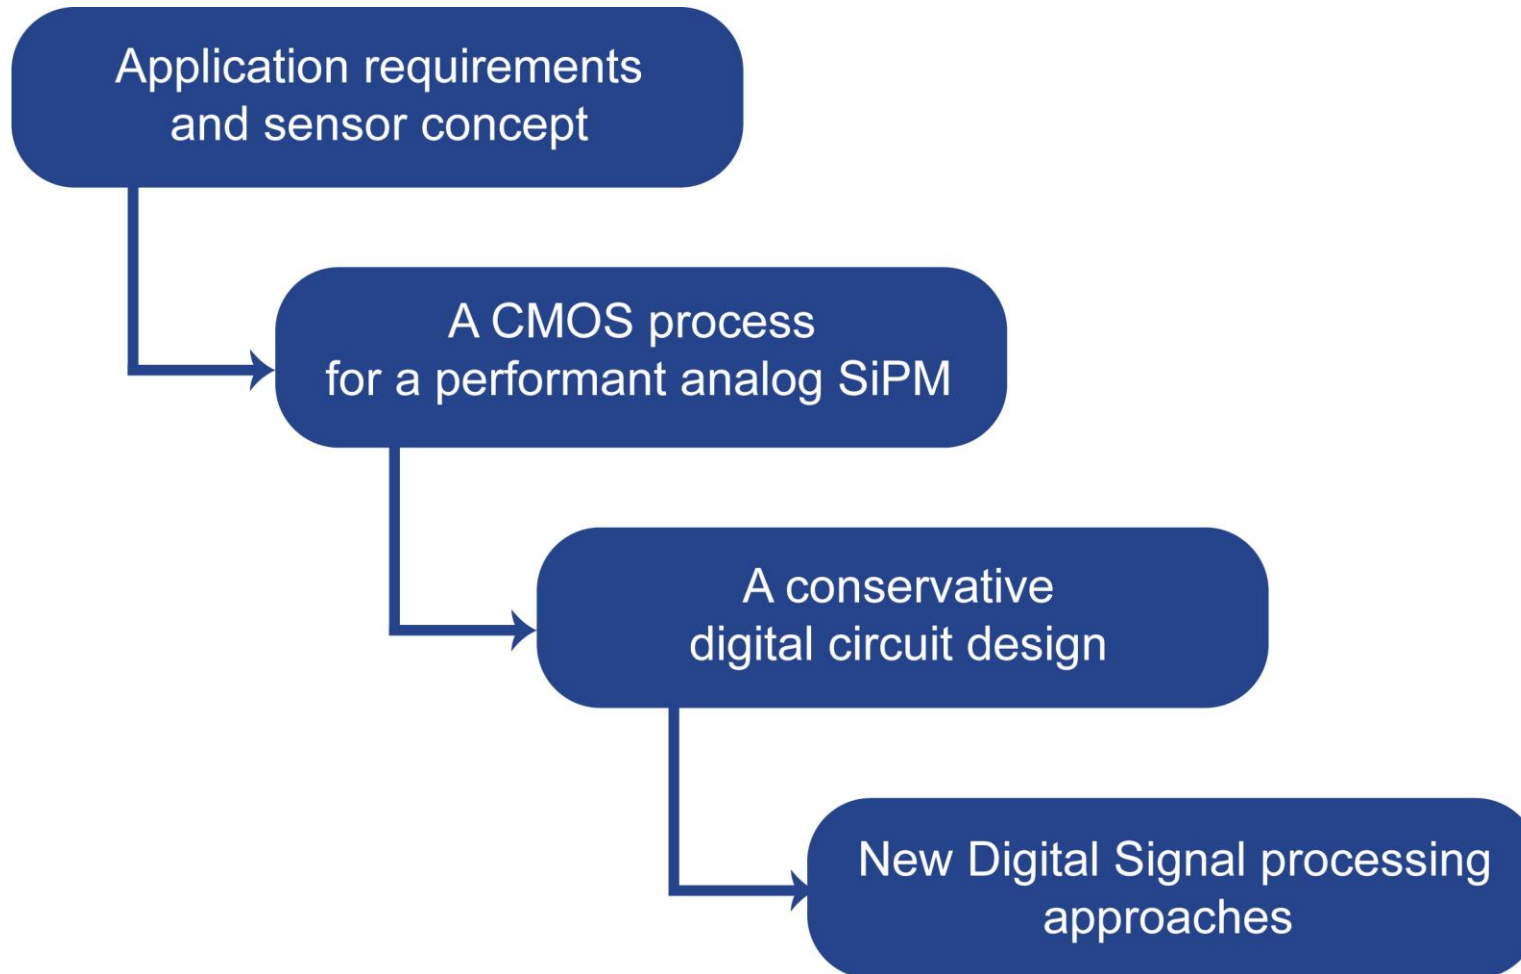 Application requirements
and sensor concept
A CMOS process
for a performant analog SiPM
A conservative
digital circuit design
New Digital Signal processing
approaches